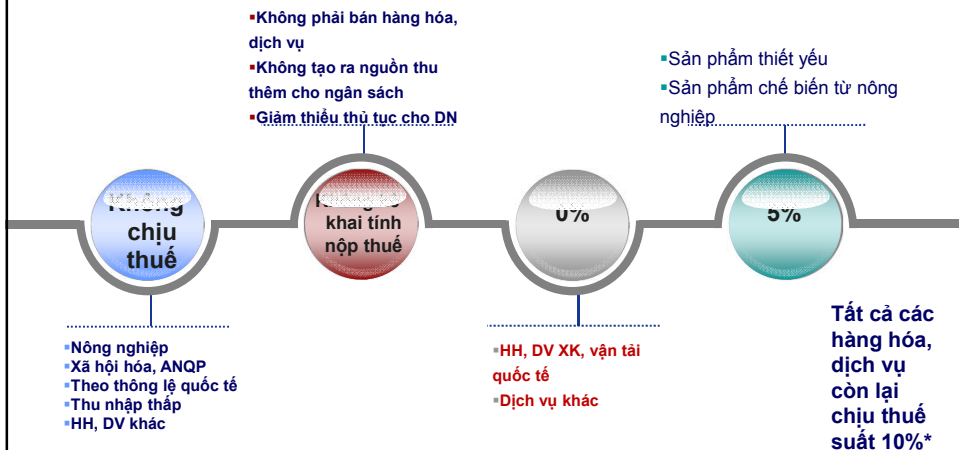 ▪Không phải bán hàng hóa,
dịch vụ
▪Không tạo ra nguồn thu
thêm cho ngân sách
▪Giảm thiểu thủ tục cho DN
▪Sản phẩm thiết yếu
▪Sản phẩm chế biến từ nông
nghiệp
Không
chịu
thuế
khai tính
nộp thuế
0%
5%
▪Nông nghiệp
▪Xã hội hóa, ANQP
▪Theo thông lệ quốc tế
▪Thu nhập thấp
▪HH, DV khác
▪HH, DV XK, vận tải
quốc tế
▪Dịch vụ khác
Tất cả các
hàng hóa,
dịch vụ
còn lại
chịu thuế
suất 10%*